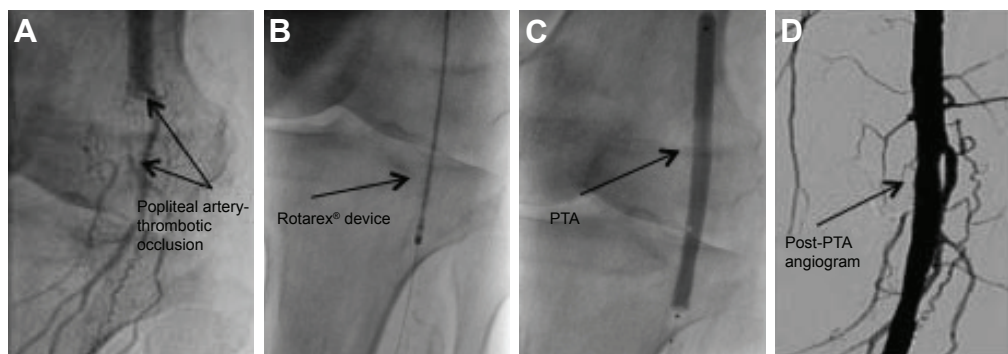 A
B
C
D
Popliteal artery-
thrombotic
occlusion
Rotarex® device
PTA
Post-PTA
angiogram